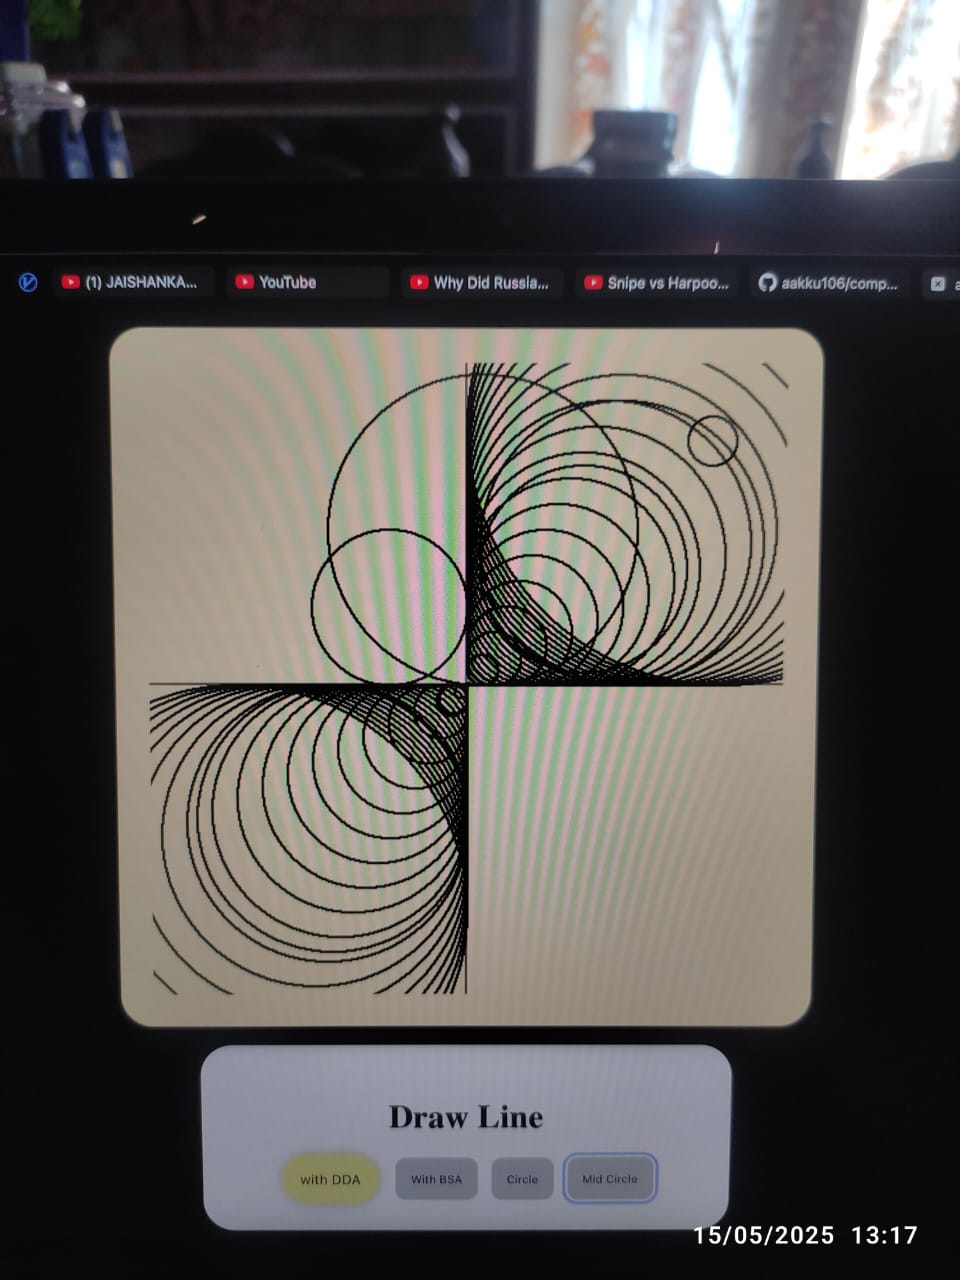 (1) JAISHANKA...
YouTube
Why Did Russia...
Snipe vs Harpoo...
aakku106/comp...
a
Draw Line
with DDA
With BSA
Circle
Mid Circle
15/05/2025 13:17